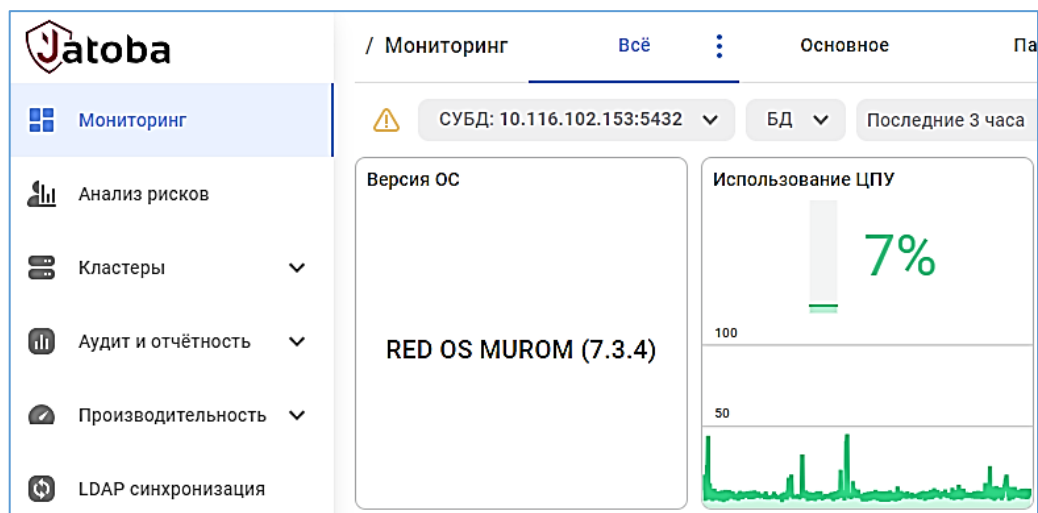 Jatoba
/ Мониторинг Всё Основное Па
Мониторинг
СУБД: 10.116.102.153:5432 БД Последние 3 часа
Анализ рисков
Кластеры
Аудит и отчётность
Производительность
LDAP синхронизация
Версия ОС
RED OS MUROM (7.3.4)
Использование ЦПУ
7%
100
50